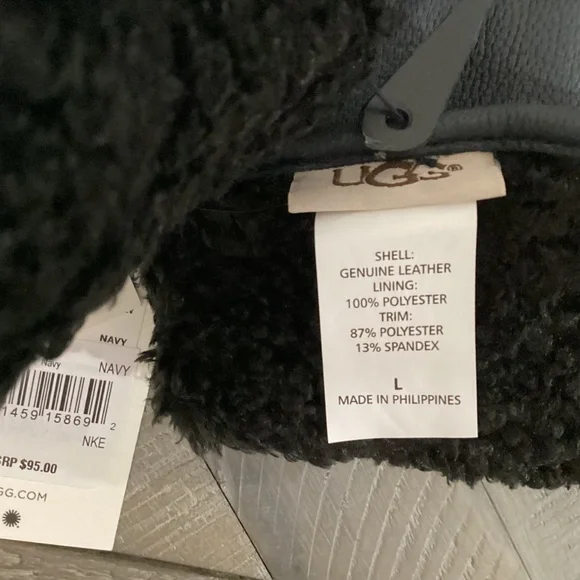 UGG®
SHELL:
GENUINE LEATHER
LINING:
100% POLYESTER
TRIM:
87% POLYESTER
13% SPANDEX
L
MADE IN PHILIPPINES
NAVY
Navy NAVY
1459 15869 2
NKE
SRP $95.00
GG.COM